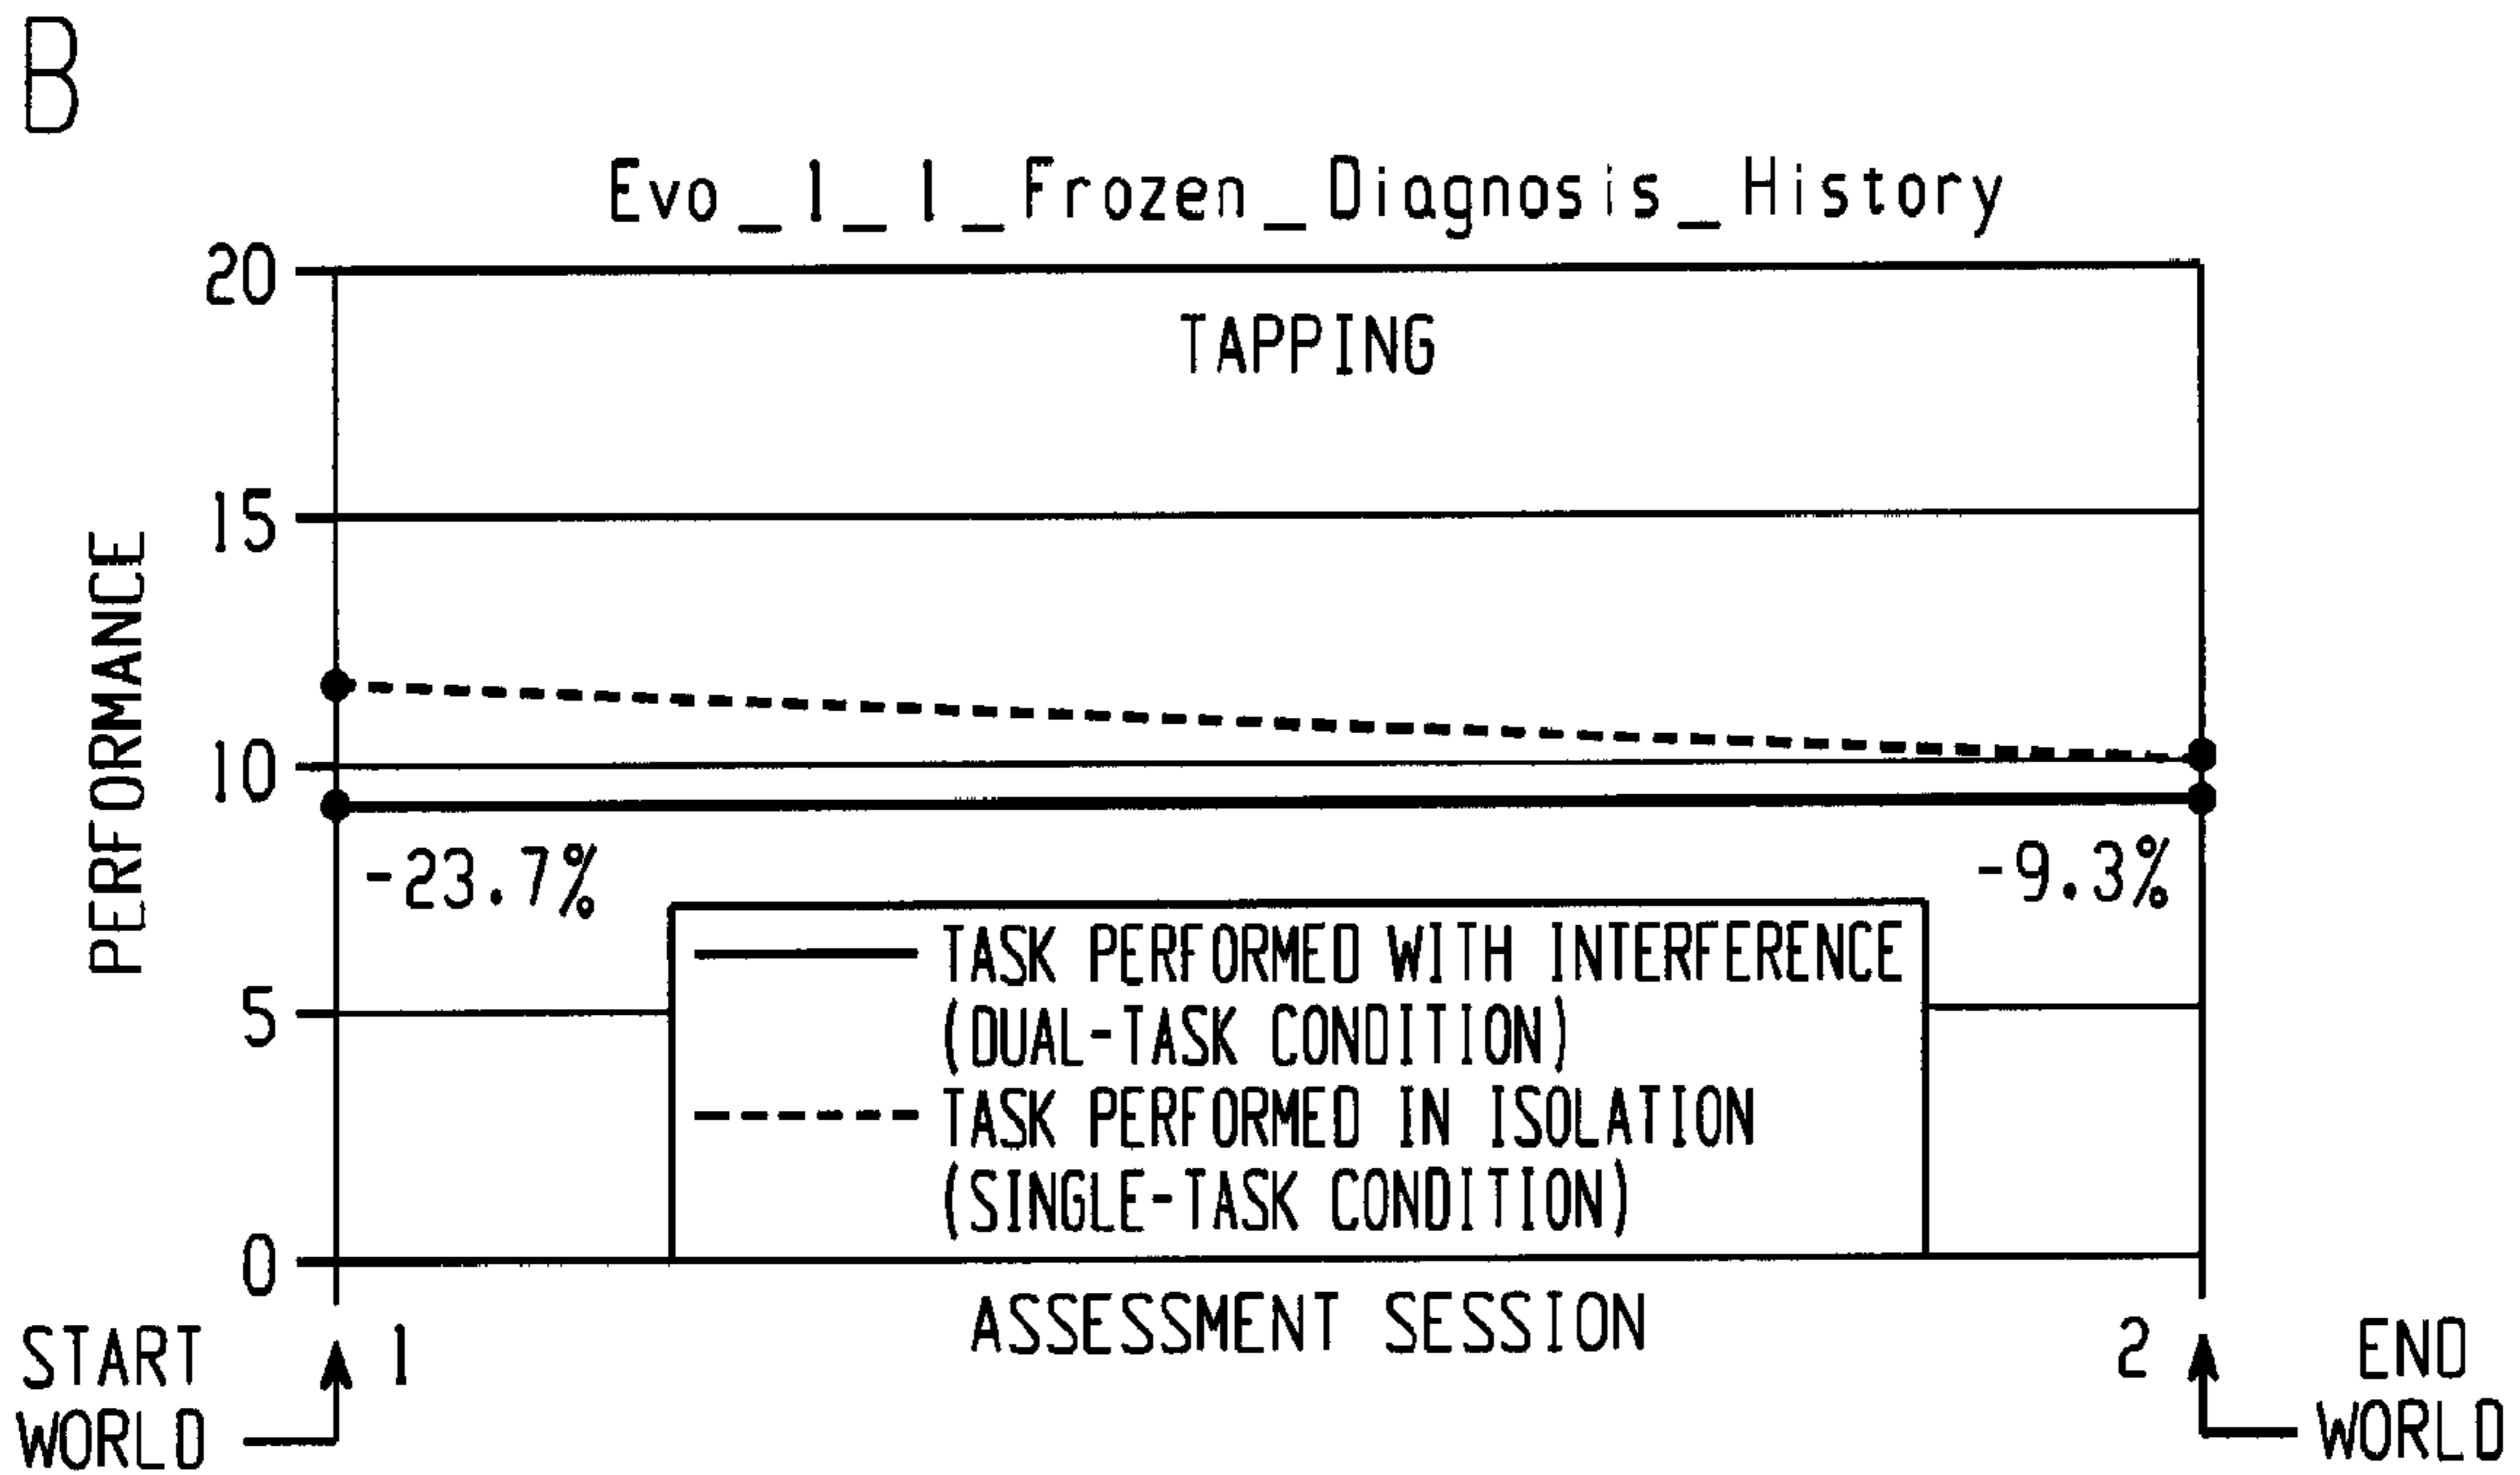 B
Evo_1_1_Frozen_Diagnosis_History
20
TAPPING
15
PERFORMANCE
10
-23.7%
-9.3%
TASK PERFORMED WITH INTERFERENCE
(DUAL-TASK CONDITION)
5
TASK PERFORMED IN ISOLATION
(SINGLE-TASK CONDITION)
0
ASSESSMENT SESSION
START
WORLD
1
2
END
WORLD